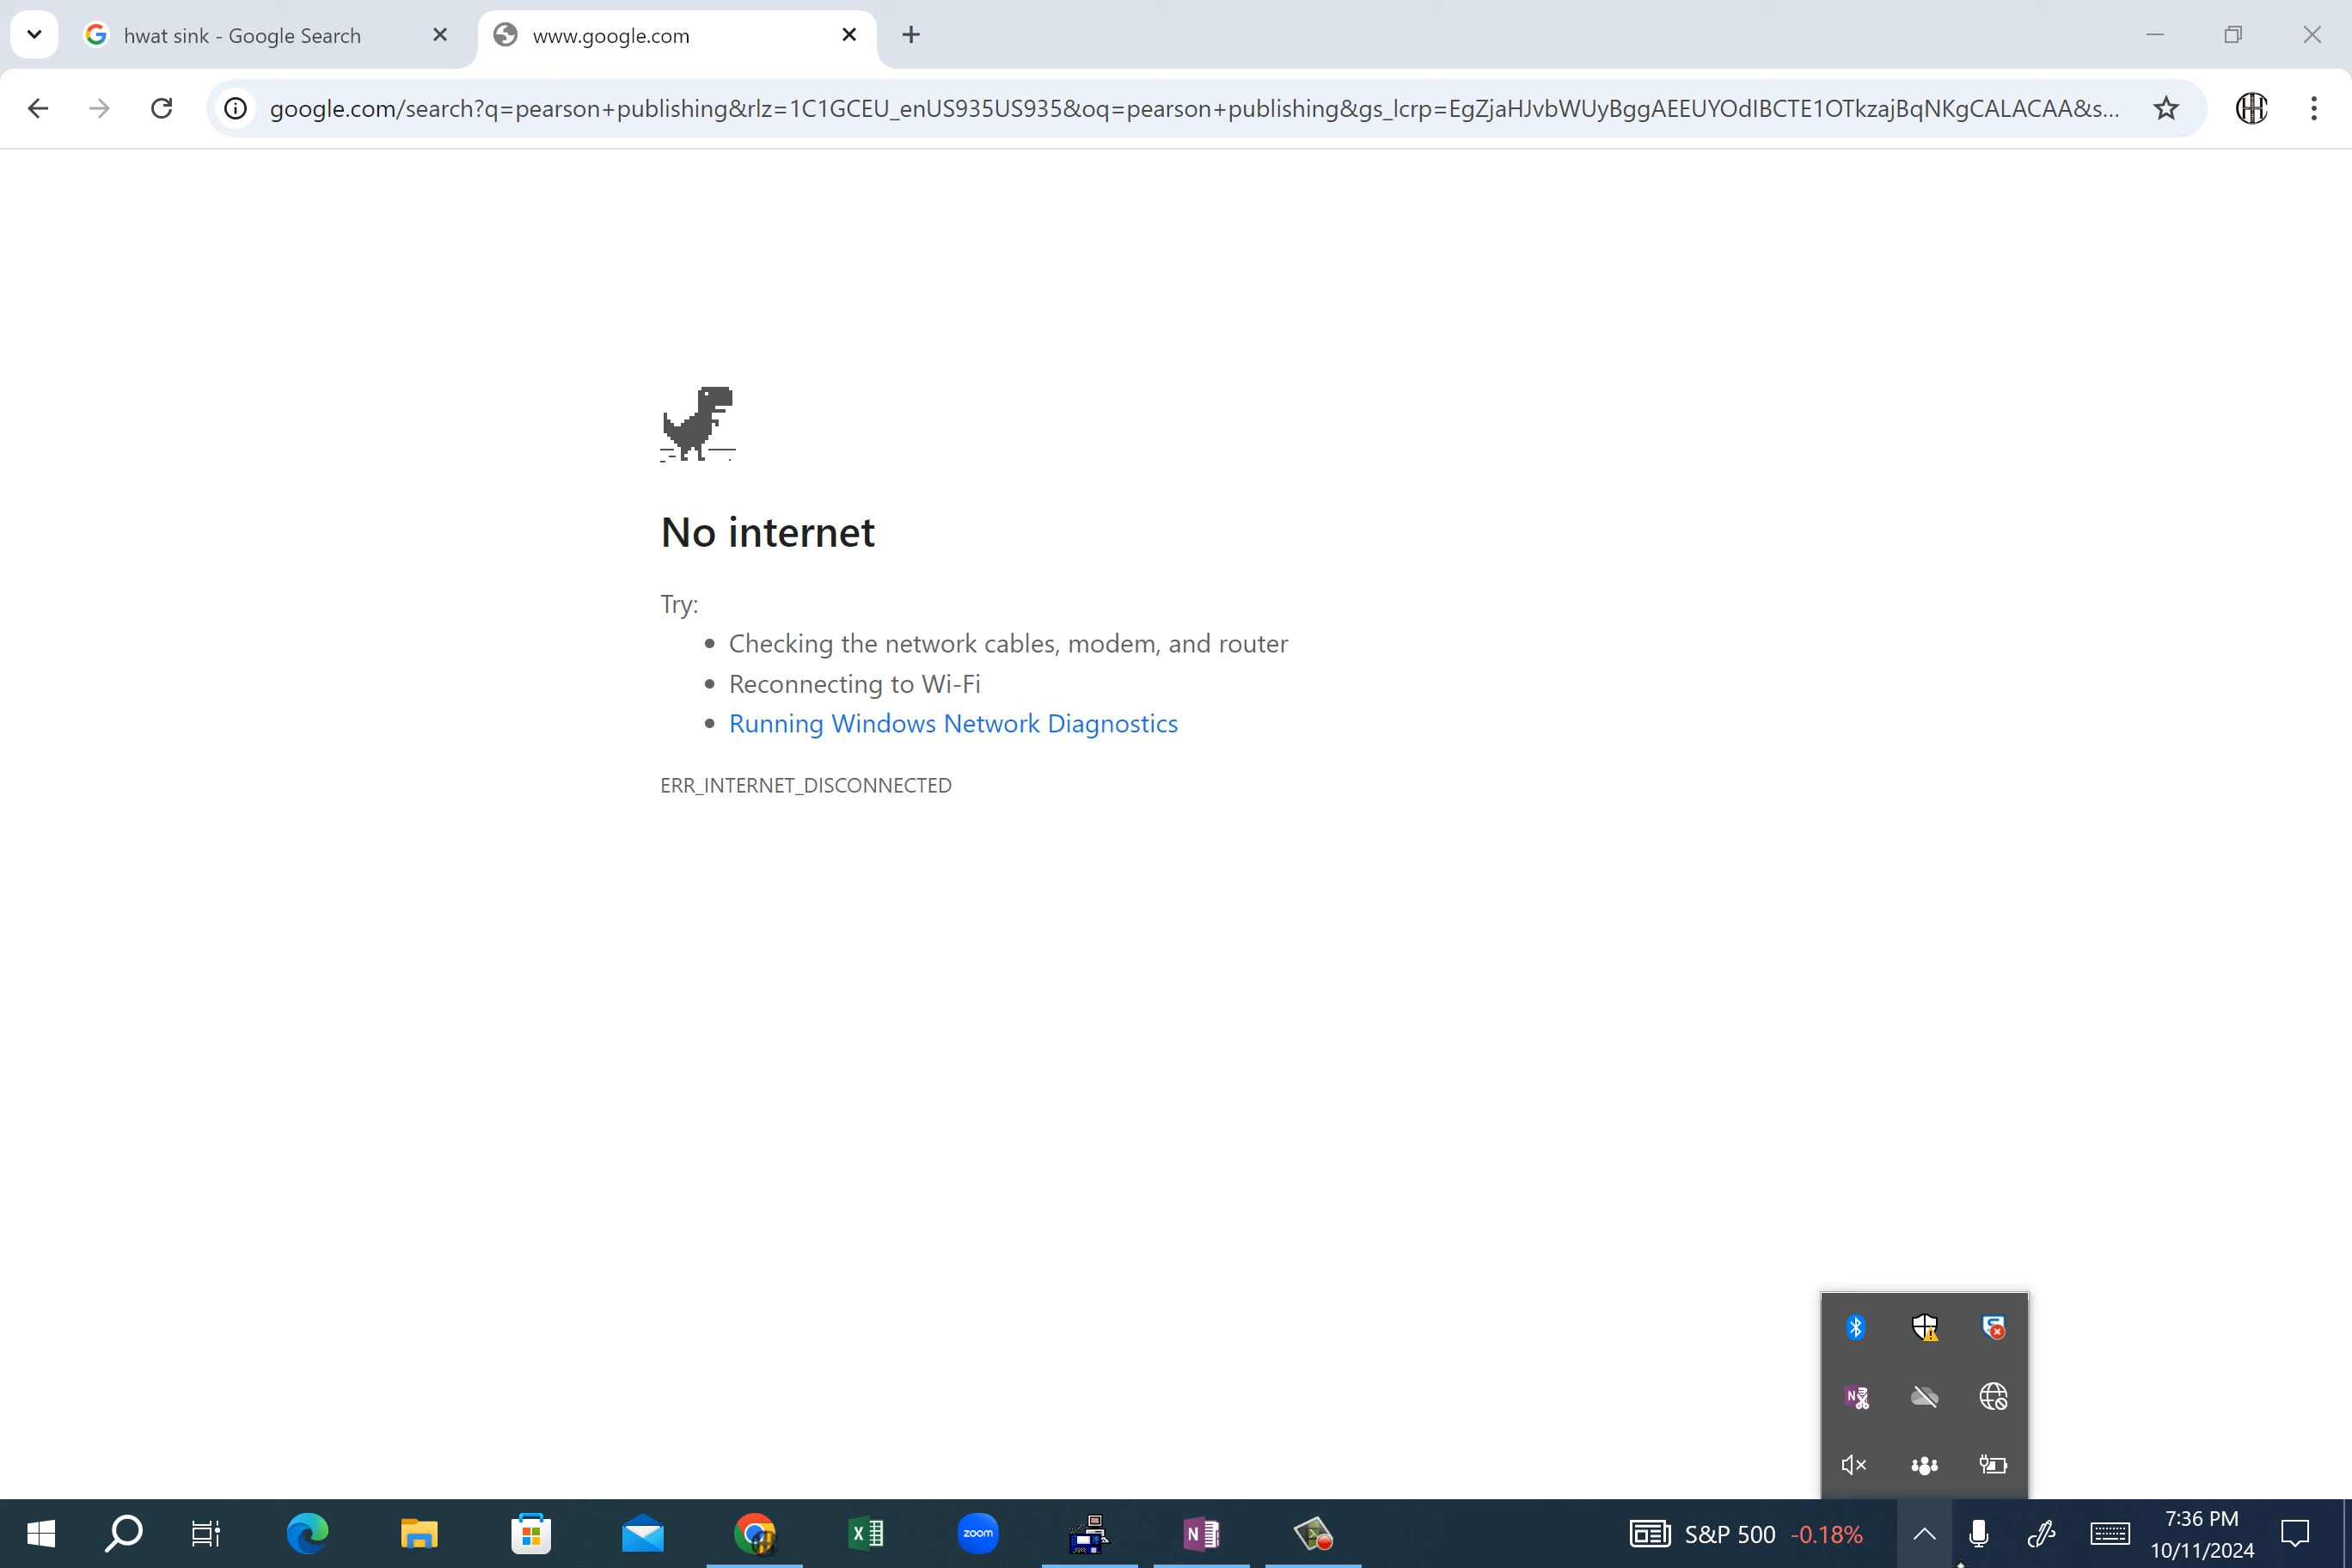 hwat sink - Google Search
www.google.com
google.com/search?q=pearson+publishing&rlz=1C1GCEU_enUS935US935&oq=pearson+publishing&gs_lcrp=EgZjaHJvbWUyBggAEEUYOdIBCTE1OTkzajBqNKgCALACAA&s...
No internet
Try:
Checking the network cables, modem, and router
Reconnecting to Wi-Fi
Running Windows Network Diagnostics
ERR_INTERNET_DISCONNECTED
zoom
S&P 500 -0.18%
7:36 PM
10/11/2024